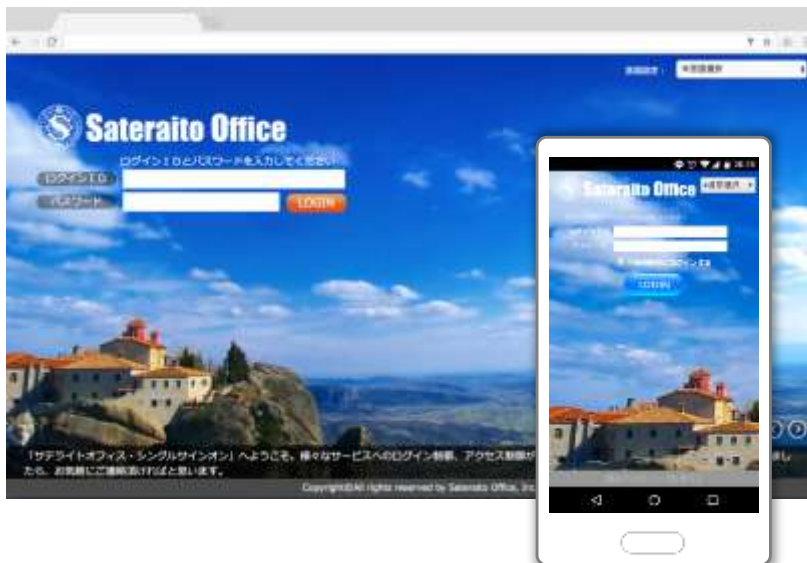 Sateraito Office
ログインIDとパスワードを入力してください
ログインID
パスワード
LOGIN
「サテライトオフィス・シングルサインオン」へようこそ。様々なサービスへのログイン制御、アクセス制限が
たら、お気軽にご連絡頂ければと思います。
Copyright©All rights reserved by Sateraito Office, Inc
Sateraito Office
LOGIN